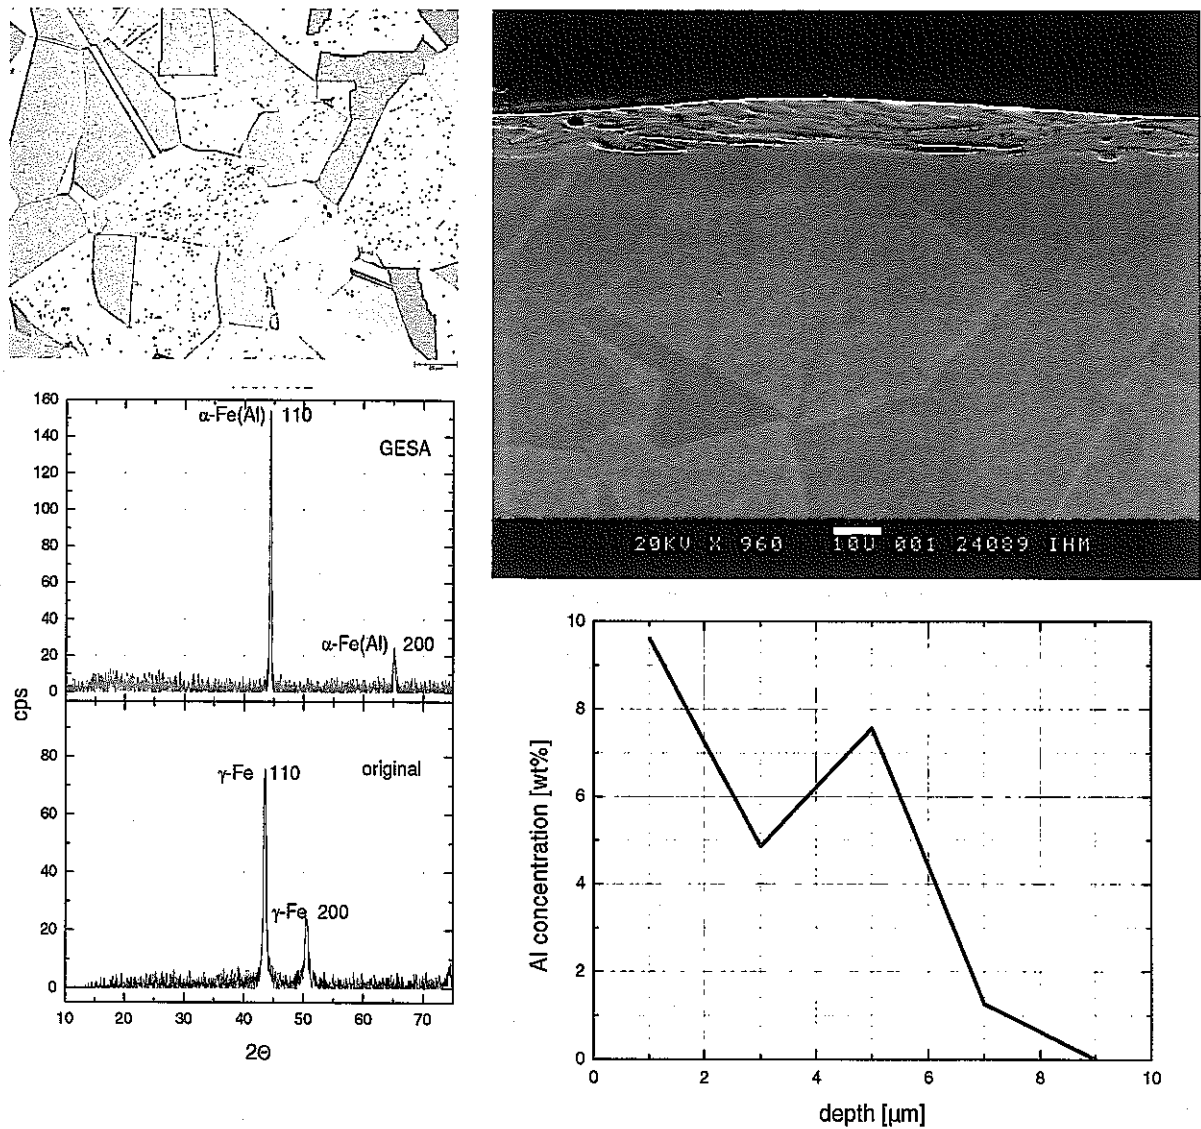 20KV X 960 10U 001 24089 IHM
160
140
120
100
80
60
40
20
0
α-Fe(Al) 110
GESA
α-Fe(Al) 200
cps
80
60
40
20
0
γ-Fe 110
original
γ-Fe 200
10 20 30 40 50 60 70
2Θ
10
8
6
4
2
0
Al concentration [wt%]
0 2 4 6 8 10
depth [µm]